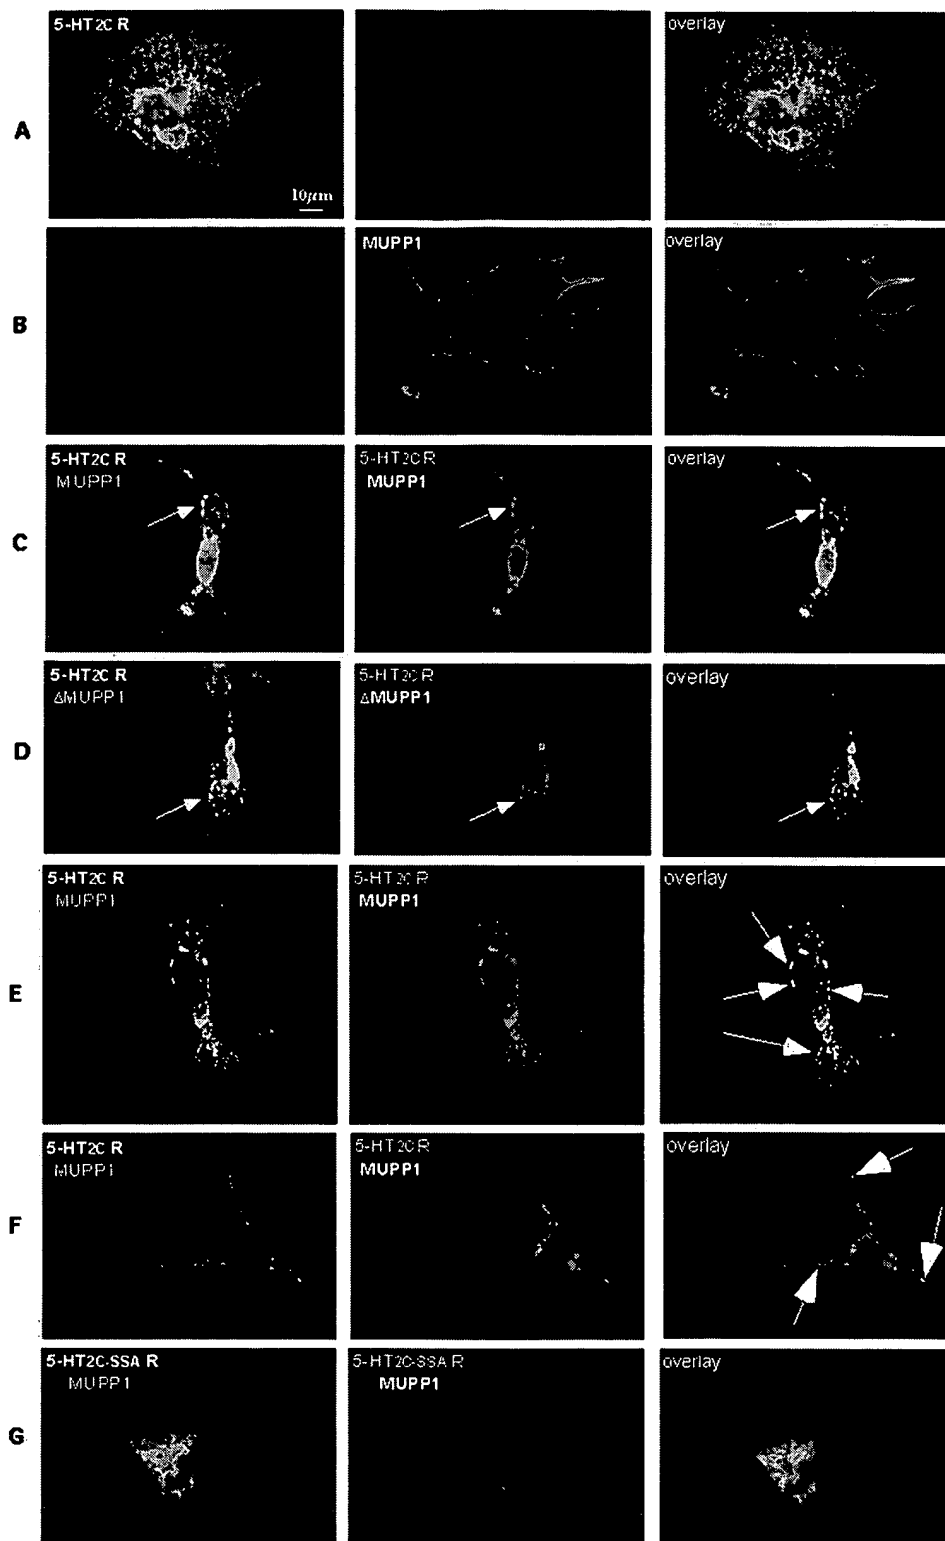 5-HT2C R
overlay
A
10μm
MUPP1
overlay
B
5-HT2C R
MUPP1
5-HT2C R
MUPP1
overlay
C
5-HT2C R
ΔMUPP1
5-HT2C R
ΔMUPP1
overlay
D
5-HT2C R
MUPP1
5-HT2C R
MUPP1
overlay
E
5-HT2C R
MUPP1
5-HT2C R
MUPP1
overlay
F
5-HT2C-SSA R
MUPP1
5-HT2C-SSA R
MUPP1
overlay
G